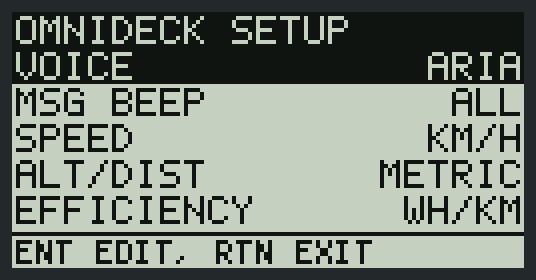 OMNIDECK SETUP
VOICE ARIA
MSG BEEP ALL
SPEED KM/H
ALT/DIST METRIC
EFFICIENCY WH/KM
ENT EDIT, RTN EXIT